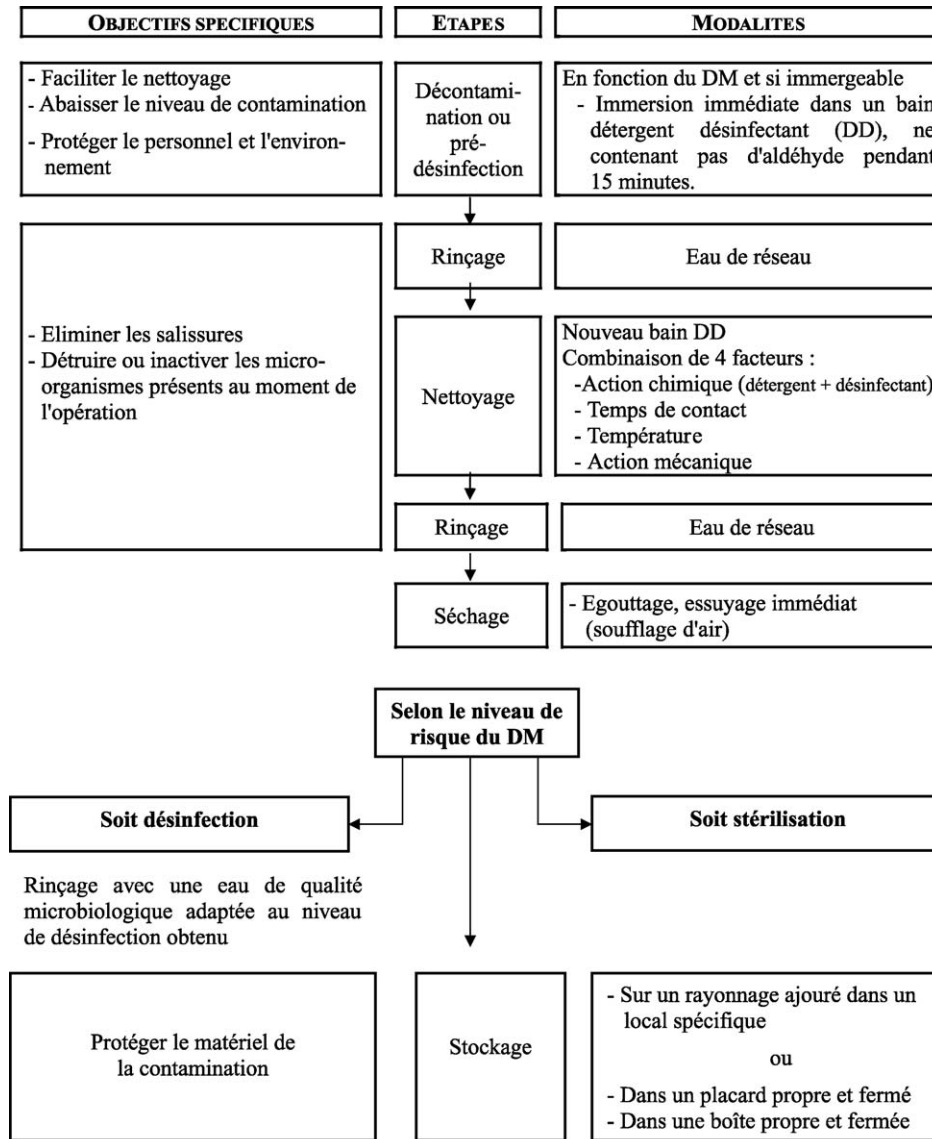 OBJECTIFS SPECIFIQUES
ETAPES
MODALITES
- Faciliter le nettoyage
- Abaisser le niveau de contamination
- Protéger le personnel et l'environ-
nement
Décontami-
nation ou
pré-
désinfection
En fonction du DM et si immergeable
- Immersion immédiate dans un bain
détergent désinfectant (DD), ne
contenant pas d'aldéhyde pendant
15 minutes.
Rinçage
Eau de réseau
- Eliminer les salissures
- Détruire ou inactiver les micro-
organismes présents au moment de
l'opération
Nettoyage
Nouveau bain DD
Combinaison de 4 facteurs :
-Action chimique (détergent + désinfectant)
- Temps de contact
- Température
- Action mécanique
Rinçage
Eau de réseau
Séchage
- Egouttage, essuyage immédiat
(soufflage d'air)
Selon le niveau de
risque du DM
Soit désinfection
Soit stérilisation
Rinçage avec une eau de qualité
microbiologique adaptée au niveau
de désinfection obtenu
Protéger le matériel de
la contamination
Stockage
- Sur un rayonnage ajouré dans un
local spécifique
ou
- Dans un placard propre et fermé
- Dans une boîte propre et fermée